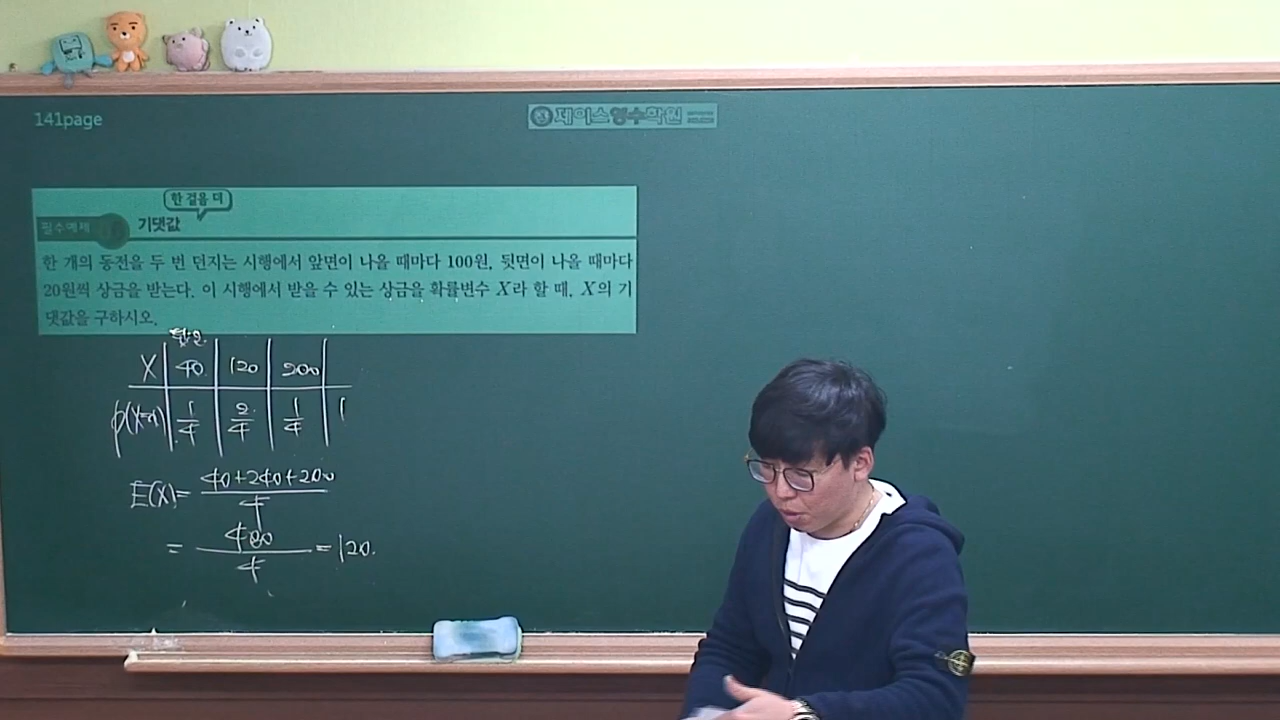 141page
제이스영수학원
한 걸음 더
필수예제
기댓값
한 개의 동전을 두 번 던지는 시행에서 앞면이 나올 때마다 100원, 뒷면이 나올 때마다
20원씩 상금을 받는다. 이 시행에서 받을 수 있는 상금을 확률변수 X라 할 때, X의 기
댓값을 구하시오.
X 40 120 200
P(X=x) 1/4 2/4 1/4 1
E(X)= 40+240+200 / 4
= 480 / 4 = 120.